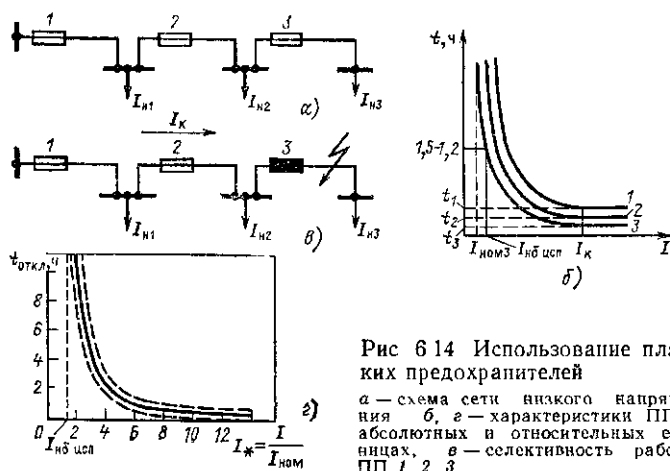 1 2 3
Iн1 Iн2 Iн3
а)
Iк
1 2 3
Iн1 Iн2 Iн3
в)
t,ч
1,5-1,2
t1
t2
t3
1
2
3
Iном3 Iнб исп Iк I
б)
tоткл,ч
8
6
4
2
0 2 4 6 8 10 12
Iнб исп
I*=I/Iном
г)
Рис 6 14 Использование пла
ких предохранителей
а — схема сети низкого напря
ния б, г — характеристики ПП
абсолютных и относительных е
ницах, в — селективность рабо
ПП 1 2 3